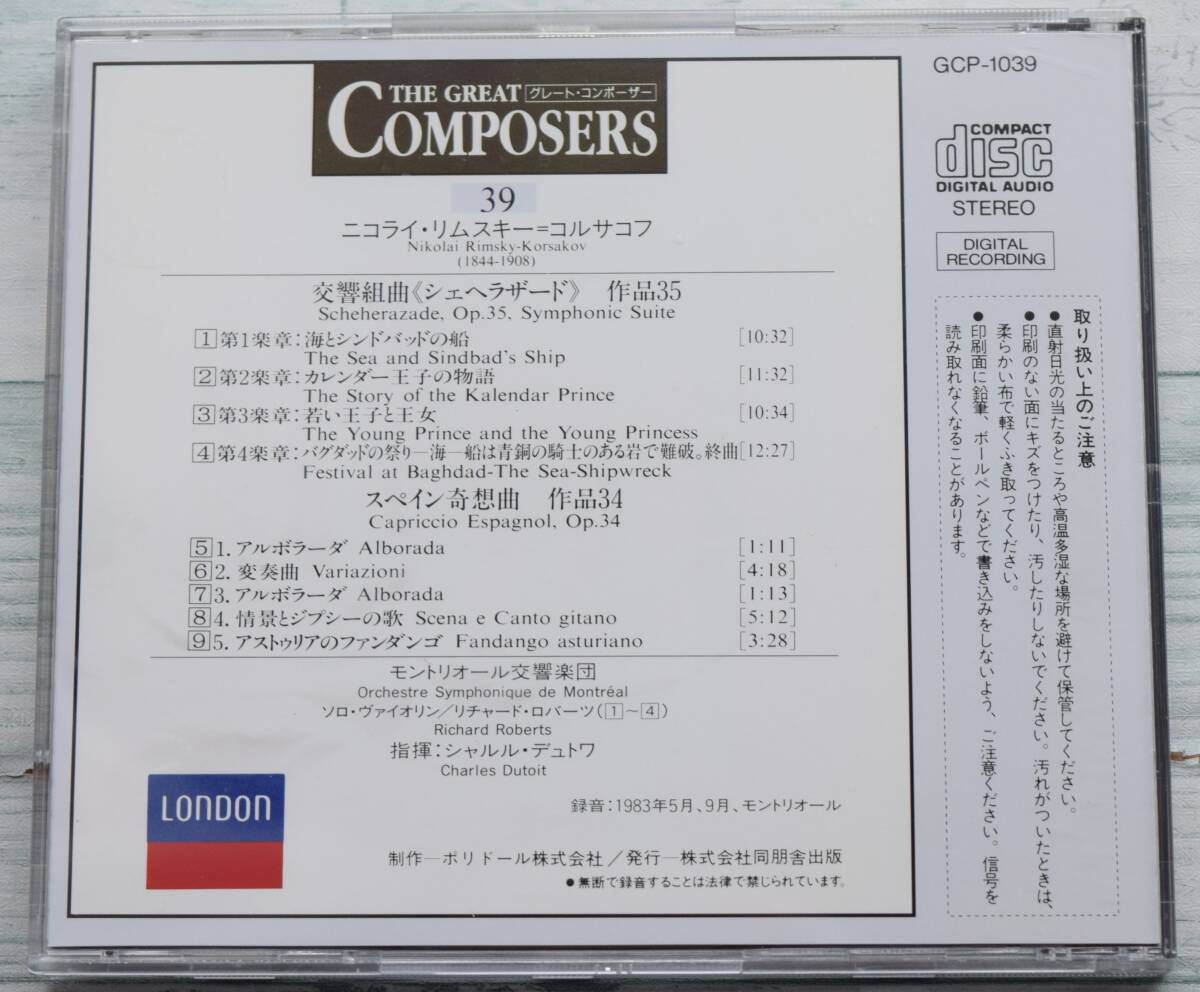 THE GREAT グレート・コンポーザー
COMPOSERS
39
ニコライ・リムスキー=コルサコフ
Nikolai Rimsky-Korsakov
(1844-1908)
交響組曲《シェヘラザード》 作品35
Scheherazade, Op.35, Symphonic Suite
1 第1楽章:海とシンドバッドの船 [10:32]
The Sea and Sindbad's Ship
2 第2楽章:カレンダー王子の物語 [11:32]
The Story of the Kalendar Prince
3 第3楽章:若い王子と王女 [10:34]
The Young Prince and the Young Princess
4 第4楽章:バグダッドの祭り─海─船は青銅の騎士のある岩で難破。終曲 [12:27]
Festival at Baghdad-The Sea-Shipwreck
スペイン奇想曲 作品34
Capriccio Espagnol, Op.34
5 1. アルボラーダ Alborada [1:11]
6 2. 変奏曲 Variazioni [4:18]
7 3. アルボラーダ Alborada [1:13]
8 4. 情景とジプシーの歌 Scena e Canto gitano [5:12]
9 5. アストゥリアのファンダンゴ Fandango asturiano [3:28]
モントリオール交響楽団
Orchestre Symphonique de Montréal
ソロ・ヴァイオリン/リチャード・ロバーツ(1~4)
Richard Roberts
指揮:シャルル・デュトワ
Charles Dutoit
LONDON
録音:1983年5月、9月、モントリオール
制作─ポリドール株式会社/発行─株式会社同朋舎出版
●無断で録音することは法律で禁じられています。
GCP-1039
COMPACT
disc
DIGITAL AUDIO
STEREO
DIGITAL
RECORDING
取り扱い上のご注意
●直射日光の当たるところや高温多湿な場所を避けて保管してください。
●印刷のない面にキズをつけたり、汚したりしないでください。汚れがついたときは、
柔らかい布で軽くふき取ってください。
●印刷面に鉛筆、ボールペンなどで書き込みをしないよう、ご注意ください。信号を
読み取れなくなることがあります。